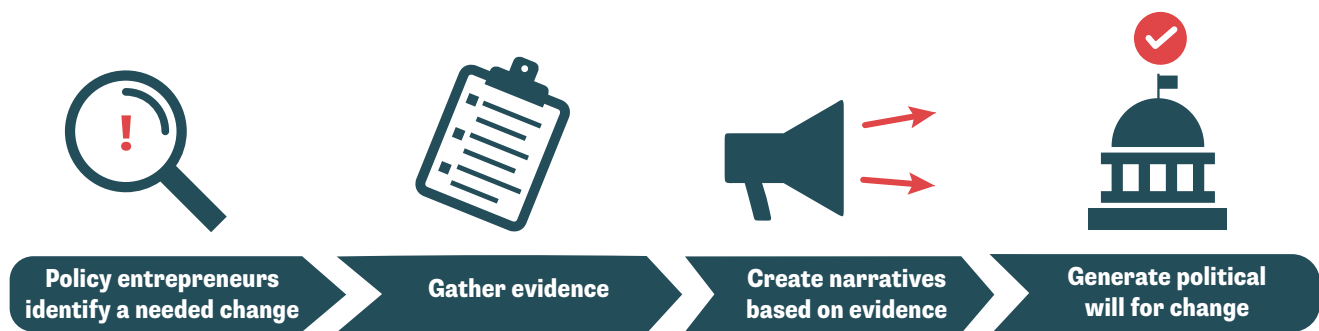 !
Policy entrepreneurs
identify a needed change
Gather evidence
Create narratives
based on evidence
Generate political
will for change